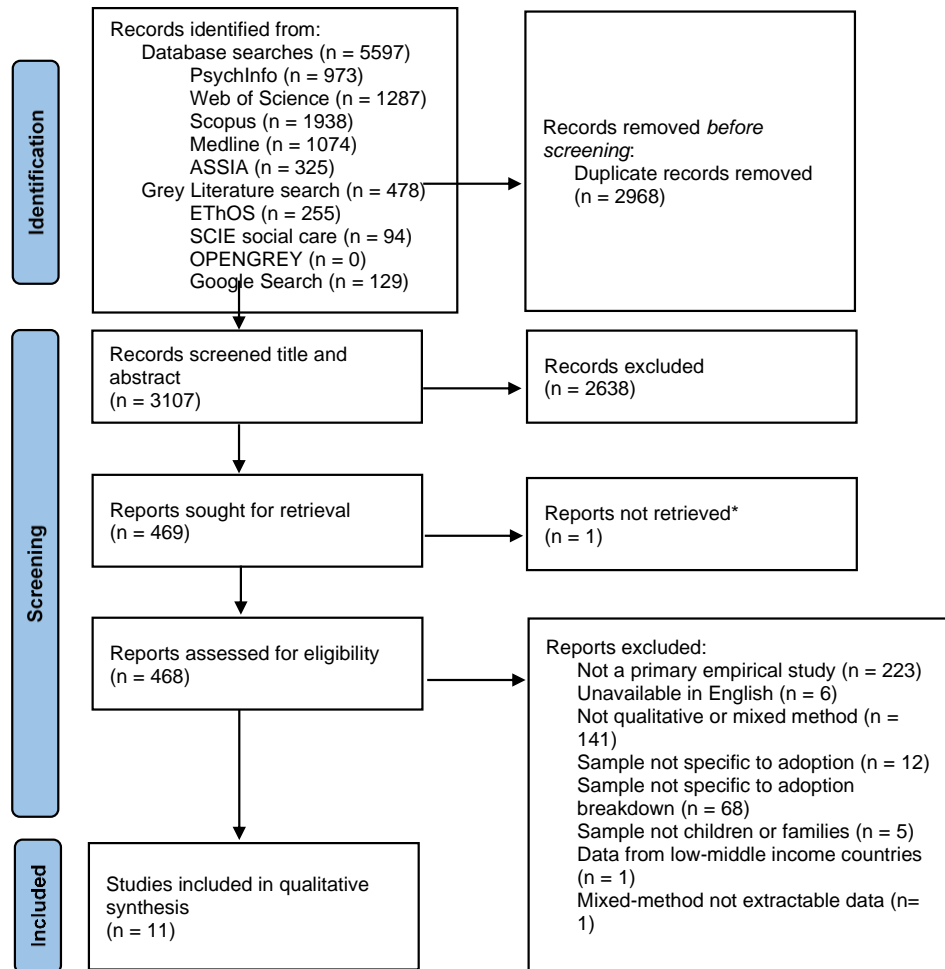 Records identified from:
Database searches (n = 5597)
PsychInfo (n = 973)
Web of Science (n = 1287)
Scopus (n = 1938)
Medline (n = 1074)
ASSIA (n = 325)
Grey Literature search (n = 478)
EThOS (n = 255)
SCIE social care (n = 94)
OPENGREY (n = 0)
Google Search (n = 129)
Records removed before
screening:
Duplicate records removed
(n = 2968)
Identification
Records screened title and
abstract
(n = 3107)
Records excluded
(n = 2638)
Reports sought for retrieval
(n = 469)
Reports not retrieved*
(n = 1)
Screening
Reports assessed for eligibility
(n = 468)
Reports excluded:
Not a primary empirical study (n = 223)
Unavailable in English (n = 6)
Not qualitative or mixed method (n =
141)
Sample not specific to adoption (n = 12)
Sample not specific to adoption
breakdown (n = 68)
Sample not children or families (n = 5)
Data from low-middle income countries
(n = 1)
Mixed-method not extractable data (n=
1)
Studies included in qualitative
synthesis
(n = 11)
Included